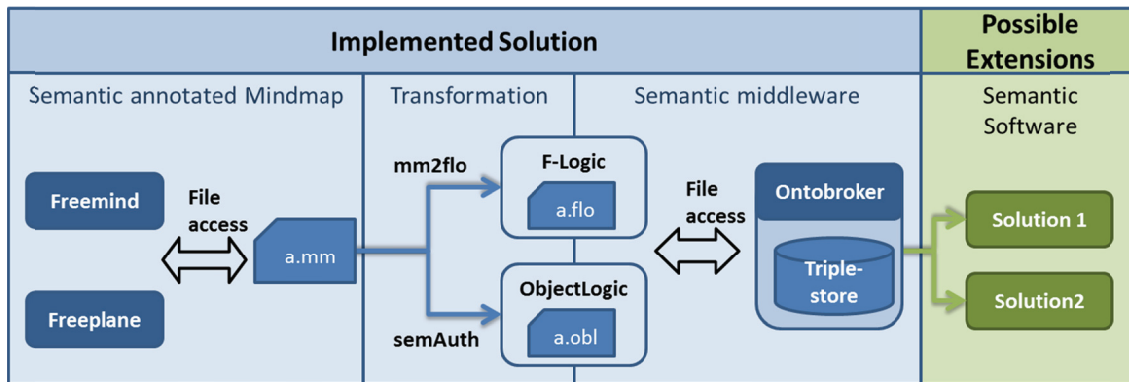 Implemented Solution
Possible
Extensions
Semantic annotated Mindmap
Transformation
Semantic middleware
Semantic
Software
Freemind
Freeplane
File
access
a.mm
mm2flo
semAuth
F-Logic
a.flo
ObjectLogic
a.obl
File
access
Ontobroker
Triple-
store
Solution 1
Solution2